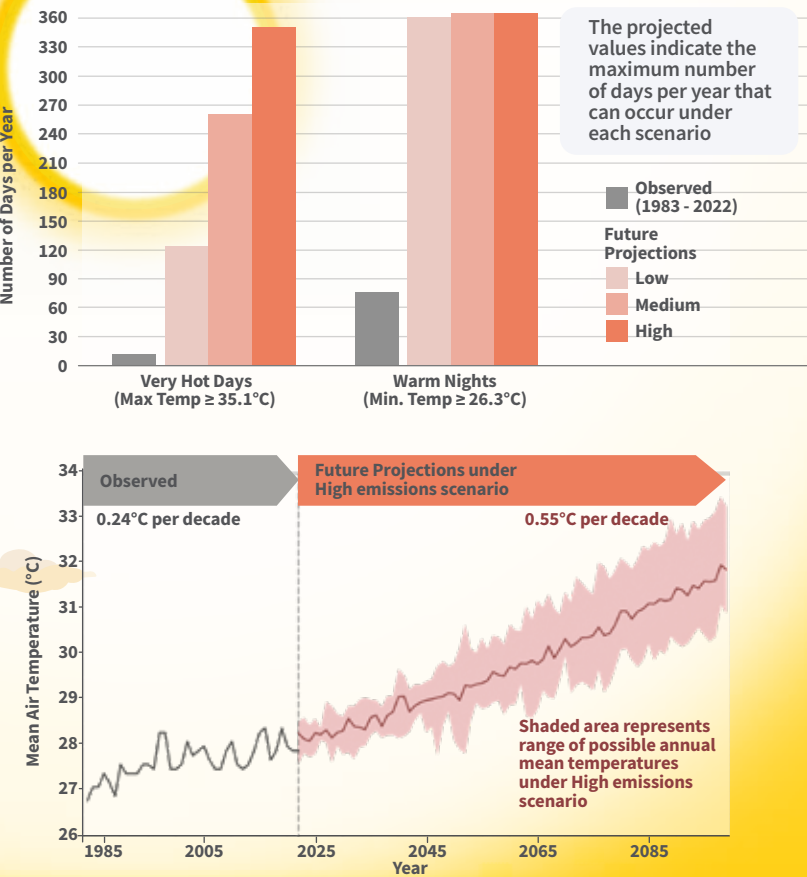 Number of Days per Year
360
330
300
270
240
210
180
150
120
90
60
30
0
Very Hot Days
(Max Temp ≥ 35.1°C)
Warm Nights
(Min. Temp ≥ 26.3°C)
The projected
values indicate the
maximum number
of days per year that
can occur under
each scenario
Observed
(1983 - 2022)
Future
Projections
Low
Medium
High
Mean Air Temperature (°C)
34
33
32
31
30
29
28
27
26
Observed
0.24°C per decade
Future Projections under
High emissions scenario
0.55°C per decade
Shaded area represents
range of possible annual
mean temperatures
under High emissions
scenario
1985
2005
2025
2045
2065
2085
Year